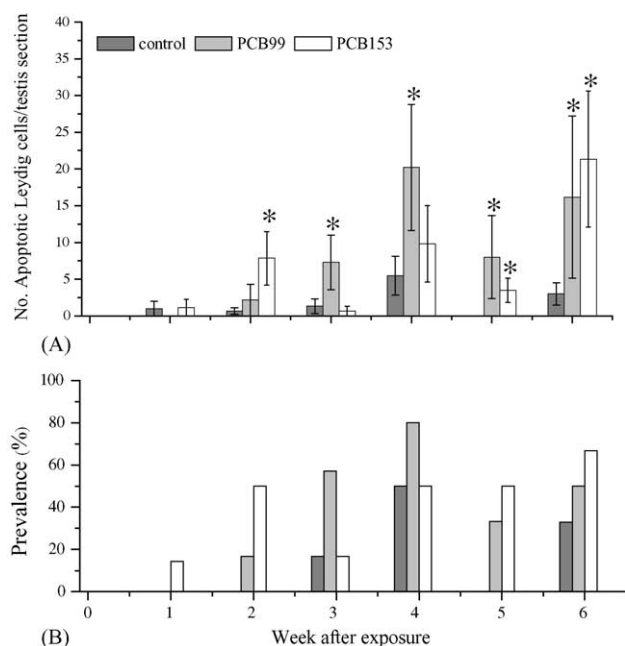 No. Apoptotic Leydig cells/testis section
40
35
30
25
20
15
10
5
0
control PCB99 PCB153
* * * * * * *
(A)
Prevalence (%)
100
80
60
40
20
0
0 1 2 3 4 5 6
Week after exposure
(B)